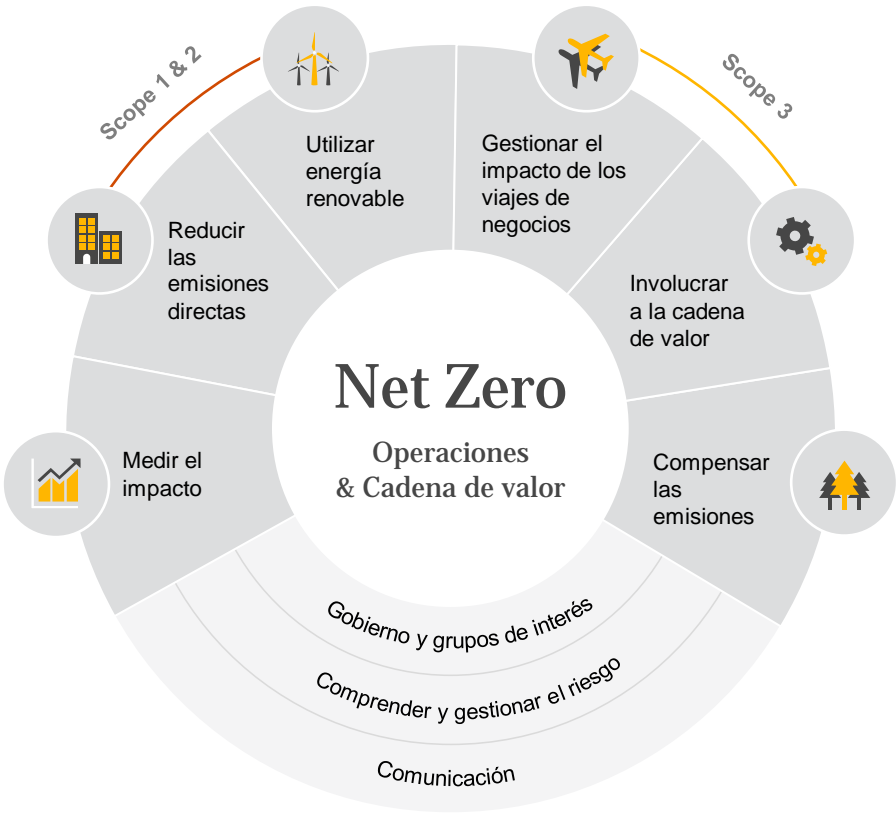 Scope 1 & 2
Scope 3
Utilizar
energía
renovable
Gestionar el
impacto de los
viajes de
negocios
Reducir
las
emisiones
directas
Involucrar
a la cadena
de valor
Net Zero
Operaciones
& Cadena de valor
Medir el
impacto
Compensar
las
emisiones
Gobierno y grupos de interés
Comprender y gestionar el riesgo
Comunicación